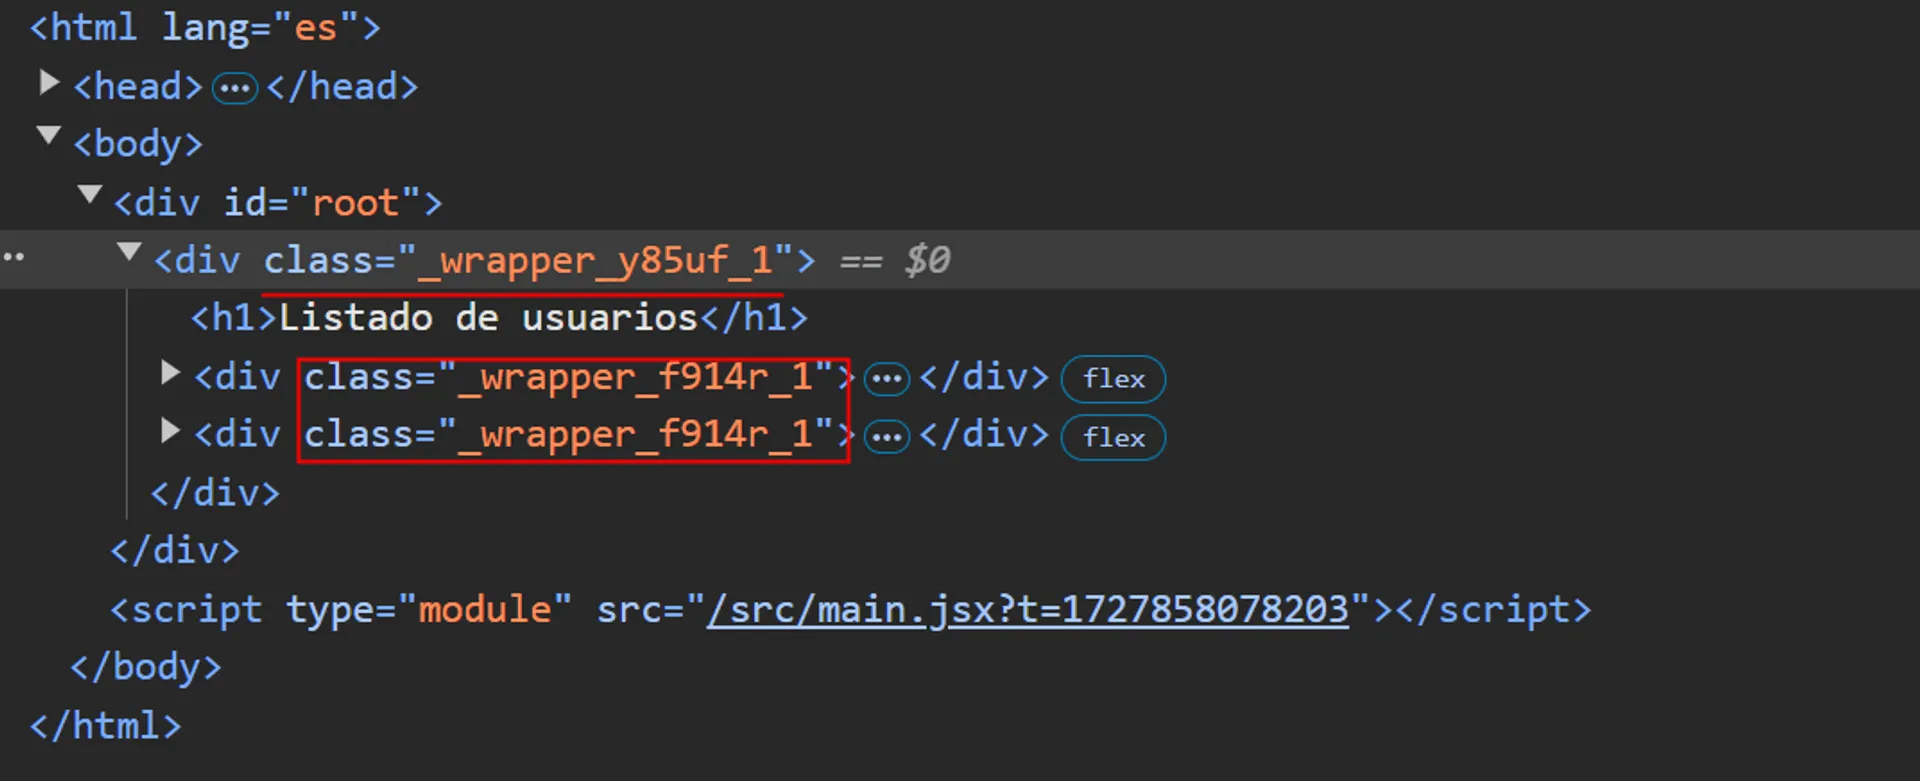 <html lang="es">
<head>…</head>
<body>
<div id="root">
<div class="_wrapper_y85uf_1"> == $0
<h1>Listado de usuarios</h1>
<div class="_wrapper_f914r_1">…</div> flex
<div class="_wrapper_f914r_1">…</div> flex
</div>
</div>
<script type="module" src="/src/main.jsx?t=1727858078203"></script>
</body>
</html>